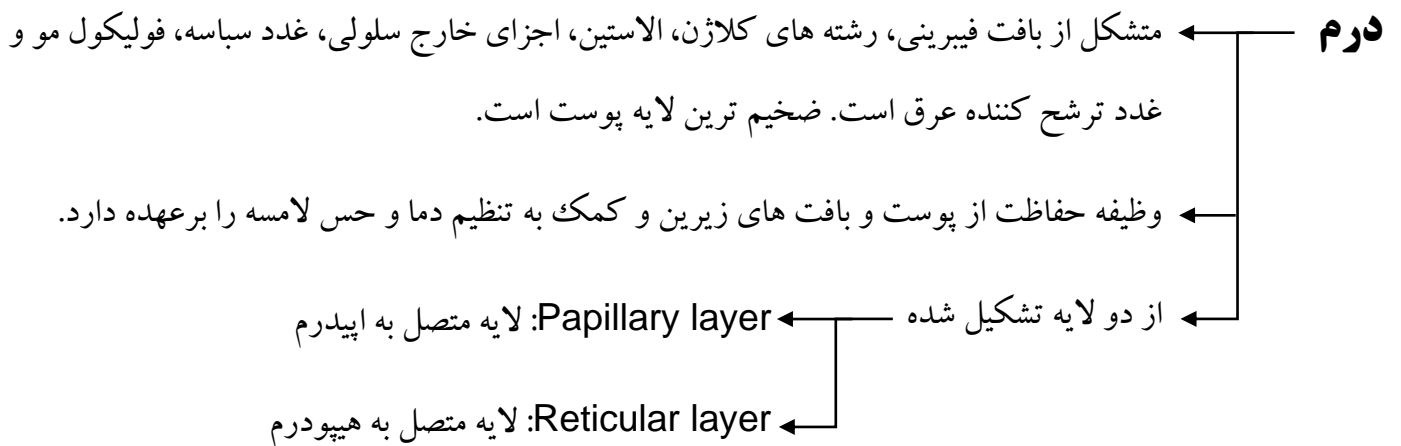 درم
متشکل از بافت فیبرینی، رشته های کلاژن، الاستین، اجزای خارج سلولی، غدد سباسه، فولیکول مو و
غدد ترشح کننده عرق است. ضخیم ترین لایه پوست است.
وظیفه حفاظت از پوست و بافت های زیرین و کمک به تنظیم دما و حس لامسه را برعهده دارد.
از دو لایه تشکیل شده
Papillary layer: لایه متصل به اپیدرم
Reticular layer: لایه متصل به هیپودرم